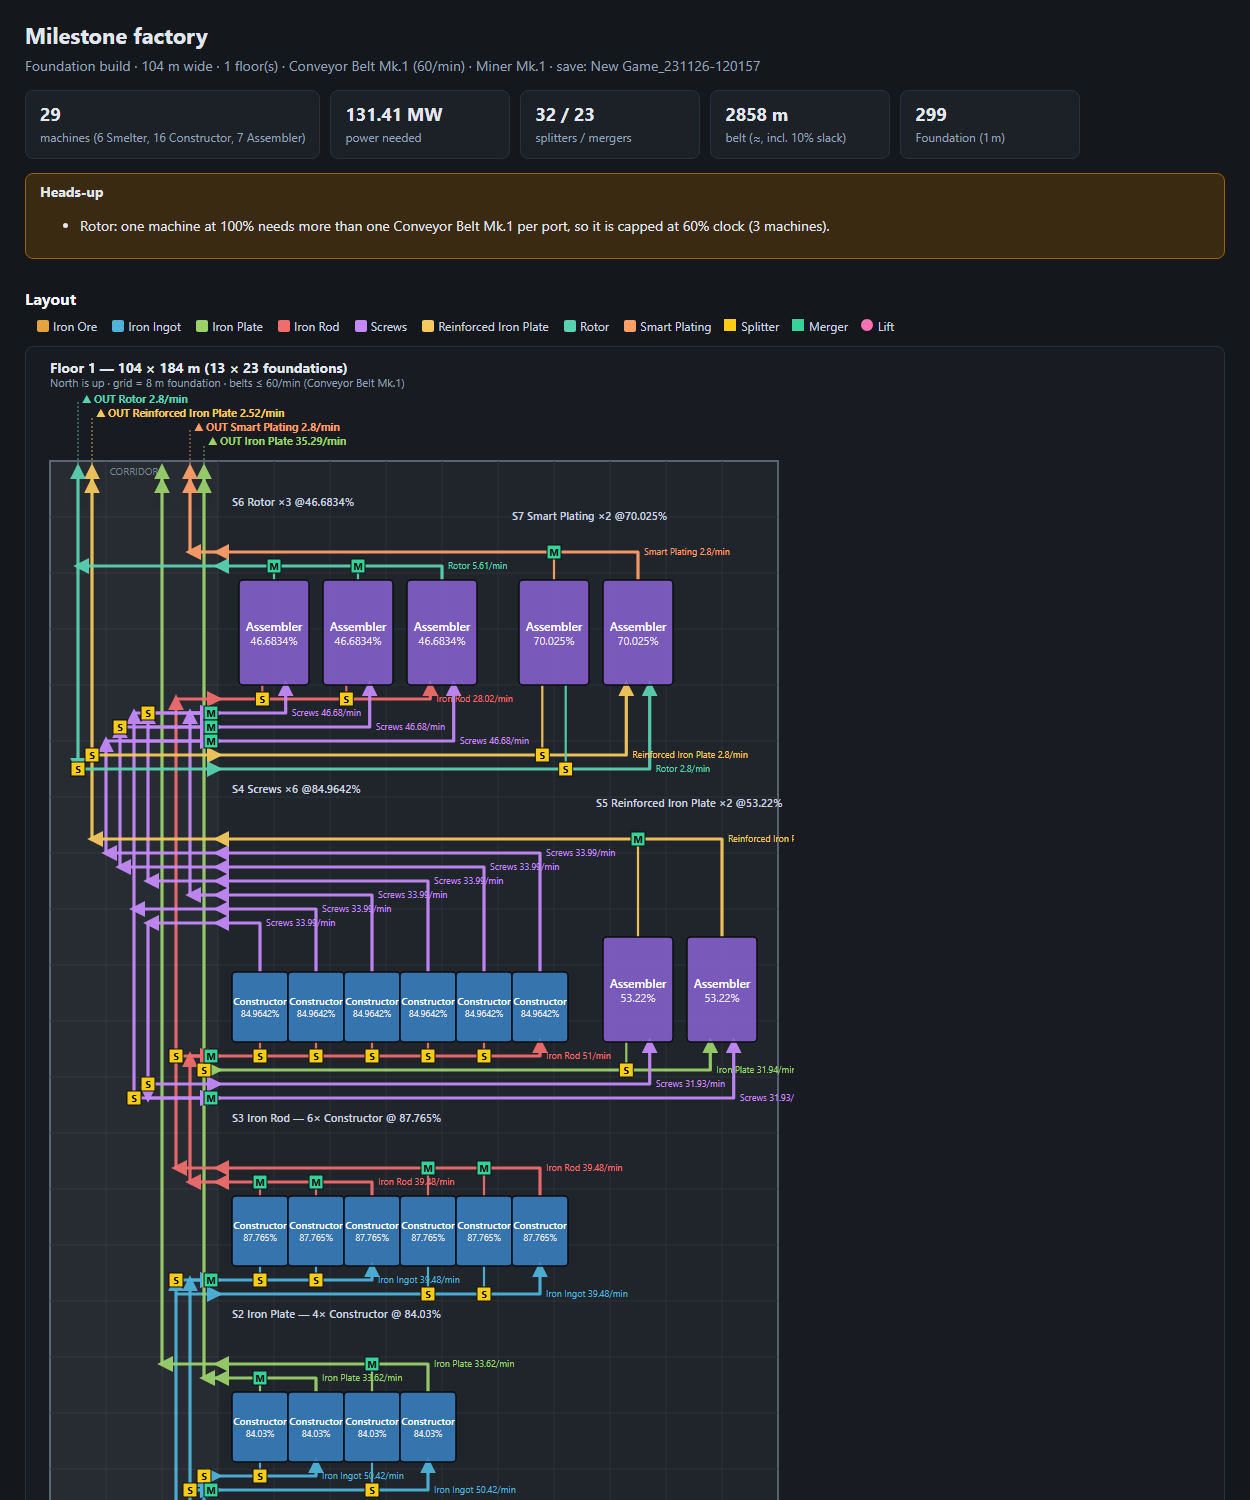 Milestone factory
Foundation build · 104 m wide · 1 floor(s) · Conveyor Belt Mk.1 (60/min) · Miner Mk.1 · save: New Game_231126-120157
29
machines (6 Smelter, 16 Constructor, 7 Assembler)
131.41 MW
power needed
32 / 23
splitters / mergers
2858 m
belt (≈, incl. 10% slack)
299
Foundation (1 m)
Heads-up
• Rotor: one machine at 100% needs more than one Conveyor Belt Mk.1 per port, so it is capped at 60% clock (3 machines).
Layout
Iron Ore Iron Ingot Iron Plate Iron Rod Screws Reinforced Iron Plate Rotor Smart Plating Splitter Merger Lift
Floor 1 — 104 × 184 m (13 × 23 foundations)
North is up · grid = 8 m foundation · belts ≤ 60/min (Conveyor Belt Mk.1)
▲ OUT Rotor 2.8/min
▲ OUT Reinforced Iron Plate 2.52/min
▲ OUT Smart Plating 2.8/min
▲ OUT Iron Plate 35.29/min
CORRIDOR
S6 Rotor ×3 @46.6834%
S7 Smart Plating ×2 @70.025%
M Smart Plating 2.8/min
M M Rotor 5.61/min
Assembler Assembler Assembler Assembler Assembler
46.6834% 46.6834% 46.6834% 70.025% 70.025%
S S Iron Rod 28.02/min
S M Screws 46.68/min
S M Screws 46.68/min
M Screws 46.68/min
S S Reinforced Iron Plate 2.8/min
S S Rotor 2.8/min
S4 Screws ×6 @84.9642%
S5 Reinforced Iron Plate ×2 @53.22%
M Reinforced Iron P
Screws 33.99/min
Screws 33.99/min
Screws 33.99/min
Screws 33.99/min
Screws 33.99/min
Screws 33.99/min
Assembler Assembler
53.22% 53.22%
Constructor Constructor Constructor Constructor Constructor Constructor
84.9642% 84.9642% 84.9642% 84.9642% 84.9642% 84.9642%
S M S S S S S Iron Rod 51/min
S S Iron Plate 31.94/min
S Screws 31.93/min
S M Screws 31.93/
S3 Iron Rod — 6× Constructor @ 87.765%
M M Iron Rod 39.48/min
M M Iron Rod 39.48/min
Constructor Constructor Constructor Constructor Constructor Constructor
87.765% 87.765% 87.765% 87.765% 87.765% 87.765%
S M S S Iron Ingot 39.48/min
S S Iron Ingot 39.48/min
S2 Iron Plate — 4× Constructor @ 84.03%
M Iron Plate 33.62/min
M Iron Plate 33.62/min
Constructor Constructor Constructor Constructor
84.03% 84.03% 84.03% 84.03%
S S Iron Ingot 50.42/min
S M S Iron Ingot 50.42/min